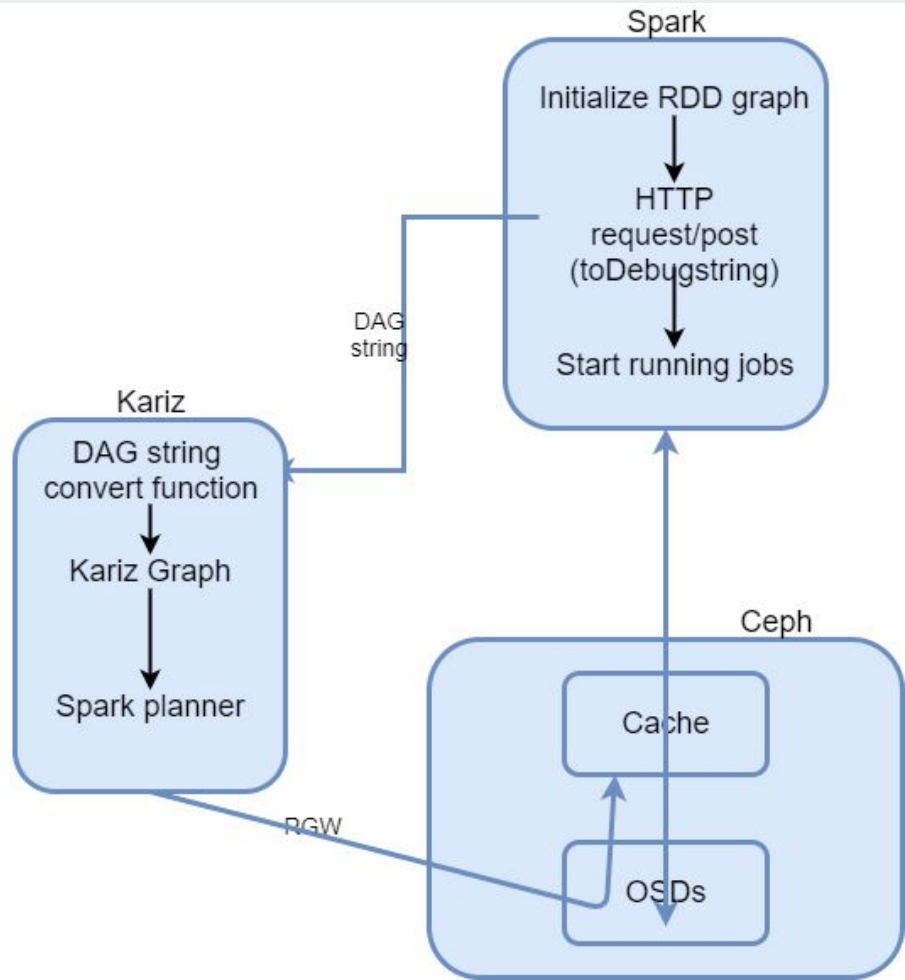 Spark
Initialize RDD graph
HTTP
request/post
(toDebugstring)
Start running jobs
DAG
string
Kariz
DAG string
convert function
Kariz Graph
Spark planner
RGW
Ceph
Cache
OSDs